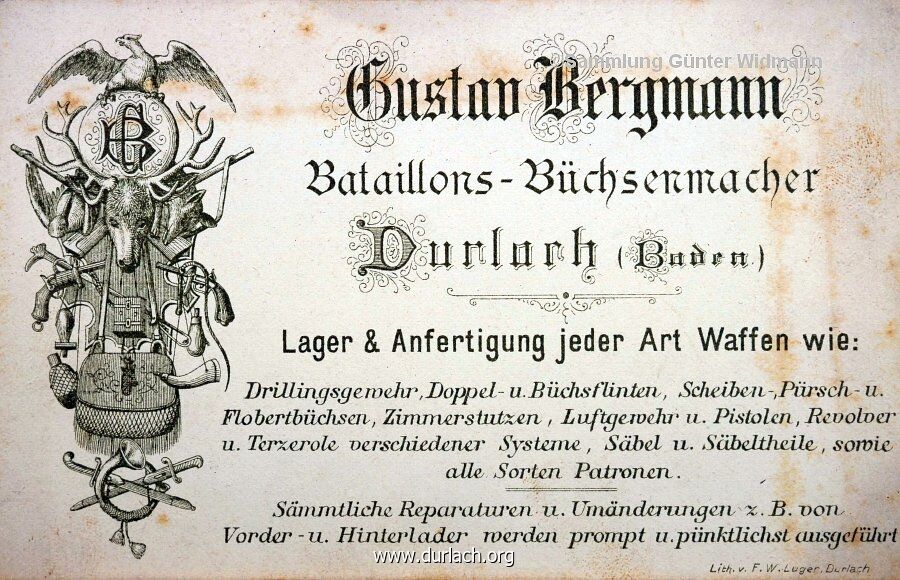 Sammlung Günter Widmann
GB
Gustav Bergmann
Bataillons-Büchsenmacher
Durlach (Baden)
Lager & Anfertigung jeder Art Waffen wie:
Drillingsgewehr, Doppel- u. Büchsflinten, Scheiben-, Pürsch- u.
Flobertbüchsen, Zimmerstutzen, Luftgewehr u. Pistolen, Revolver
u. Terzerole verschiedener Systeme, Säbel u. Säbeltheile, sowie
alle Sorten Patronen.
Sämmtliche Reparaturen u. Umänderungen z. B. von
Vorder- u. Hinterlader werden prompt u. pünktlichst ausgeführt
www.durlach.org
Lith. v. F. W. Luger, Durlach